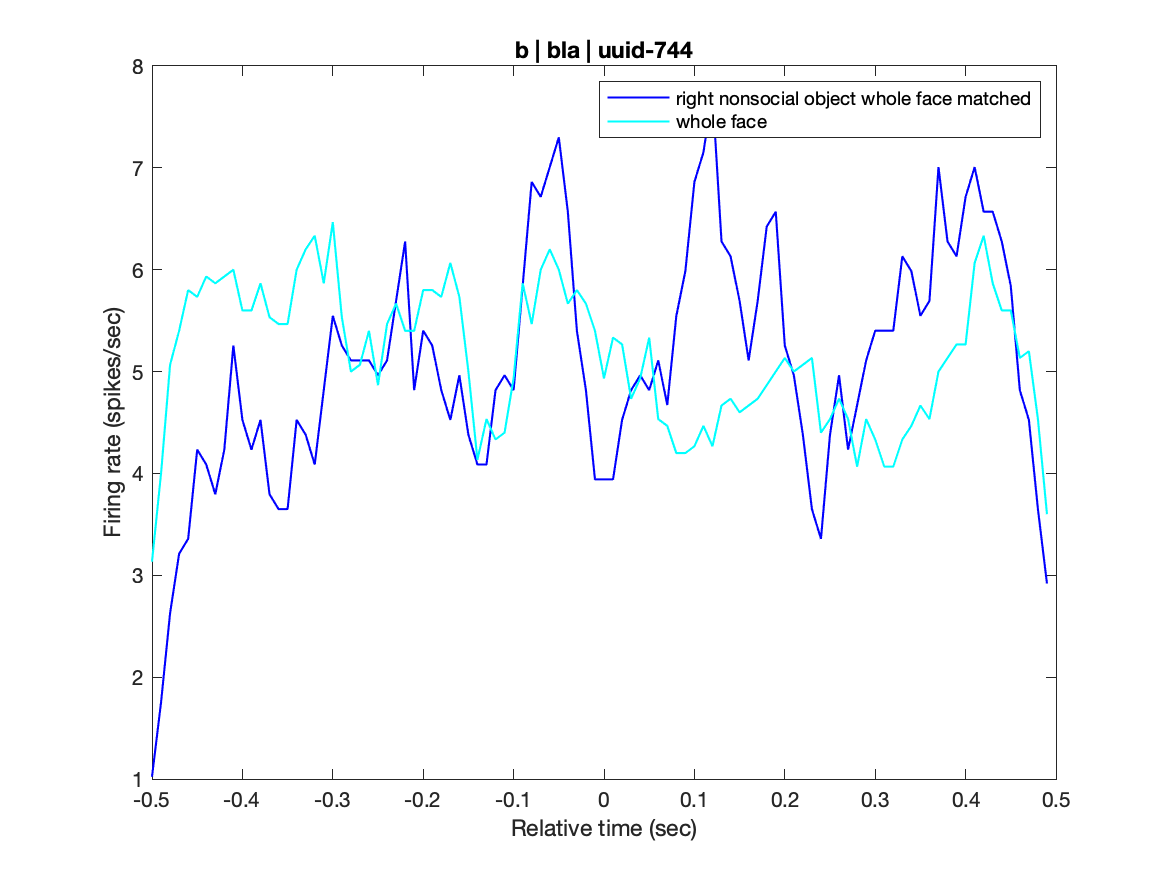 b | bla | uuid-744
right nonsocial object whole face matched
whole face
8
7
6
5
4
3
2
1
Firing rate (spikes/sec)
-0.5 -0.4 -0.3 -0.2 -0.1 0 0.1 0.2 0.3 0.4 0.5
Relative time (sec)